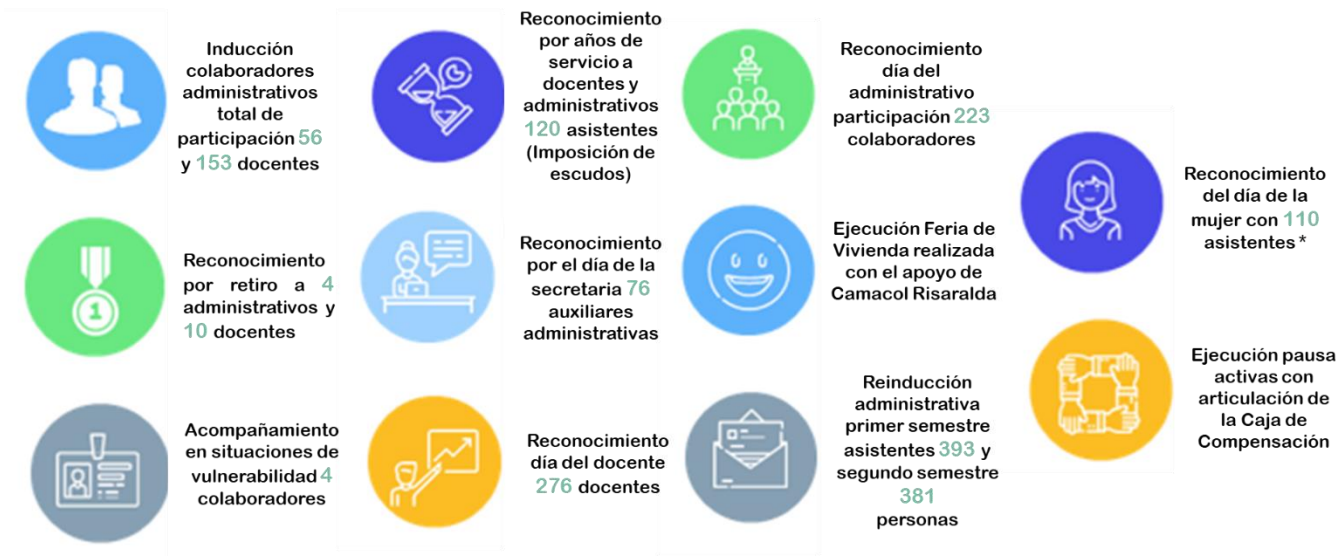 Inducción
colaboradores
administrativos
total de
participación 56
y 153 docentes
Reconocimiento
por retiro a 4
administrativos y
10 docentes
Acompañamiento
en situaciones de
vulnerabilidad 4
colaboradores
Reconocimiento
por años de
servicio a
docentes y
administrativos
120 asistentes
(Imposición de
escudos)
Reconocimiento
por el día de la
secretaria 76
auxiliares
administrativas
Reconocimiento
día del docente
276 docentes
Reconocimiento
día del
administrativo
participación 223
colaboradores
Ejecución Feria de
Vivienda realizada
con el apoyo de
Camacol Risaralda
Reinducción
administrativa
primer semestre
asistentes 393 y
segundo semestre
381
personas
Reconocimiento
del día de la
mujer con 110
asistentes *
Ejecución pausa
activas con
articulación de
la Caja de
Compensación
1